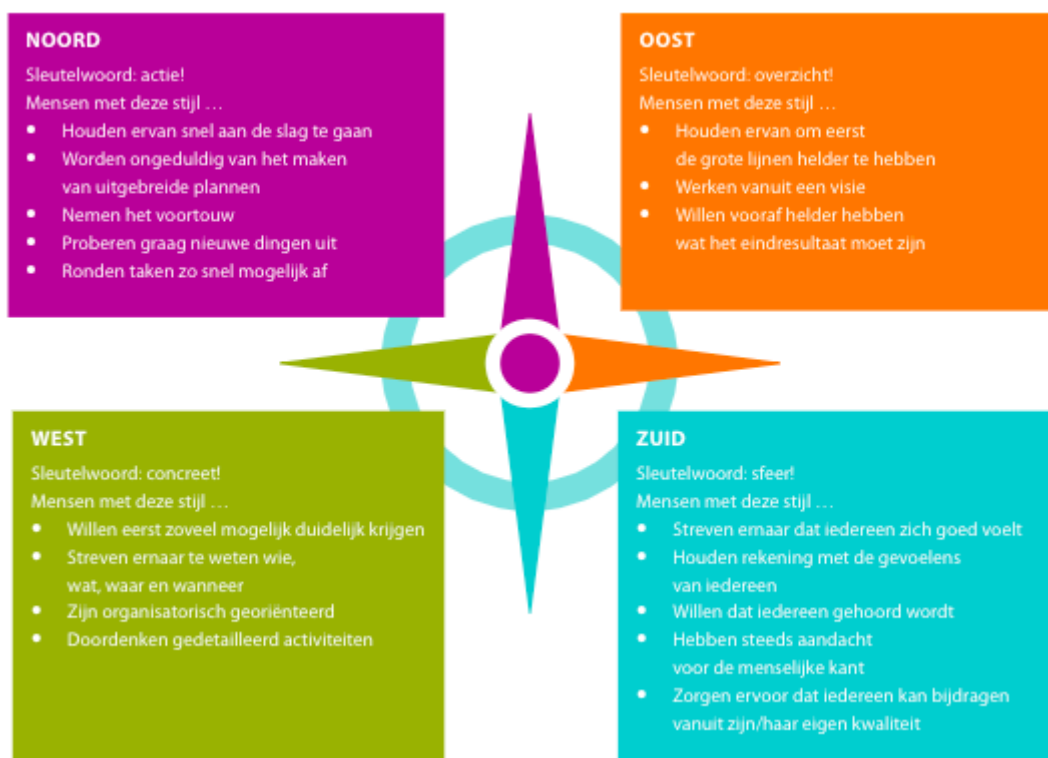 NOORD
Sleutelwoord: actie!
Mensen met deze stijl ...
• Houden ervan snel aan de slag te gaan
• Worden ongeduldig van het maken
van uitgebreide plannen
• Nemen het voortouw
• Proberen graag nieuwe dingen uit
• Ronden taken zo snel mogelijk af
OOST
Sleutelwoord: overzicht!
Mensen met deze stijl ...
• Houden ervan om eerst
de grote lijnen helder te hebben
• Werken vanuit een visie
• Willen vooraf helder hebben
wat het eindresultaat moet zijn
WEST
Sleutelwoord: concreet!
Mensen met deze stijl ...
• Willen eerst zoveel mogelijk duidelijk krijgen
• Streven ernaar te weten wie,
wat, waar en wanneer
• Zijn organisatorisch georiënteerd
• Doordenken gedetailleerd activiteiten
ZUID
Sleutelwoord: sfeer!
Mensen met deze stijl ...
• Streven ernaar dat iedereen zich goed voelt
• Houden rekening met de gevoelens
van iedereen
• Willen dat iedereen gehoord wordt
• Hebben steeds aandacht
voor de menselijke kant
• Zorgen ervoor dat iedereen kan bijdragen
vanuit zijn/haar eigen kwaliteit